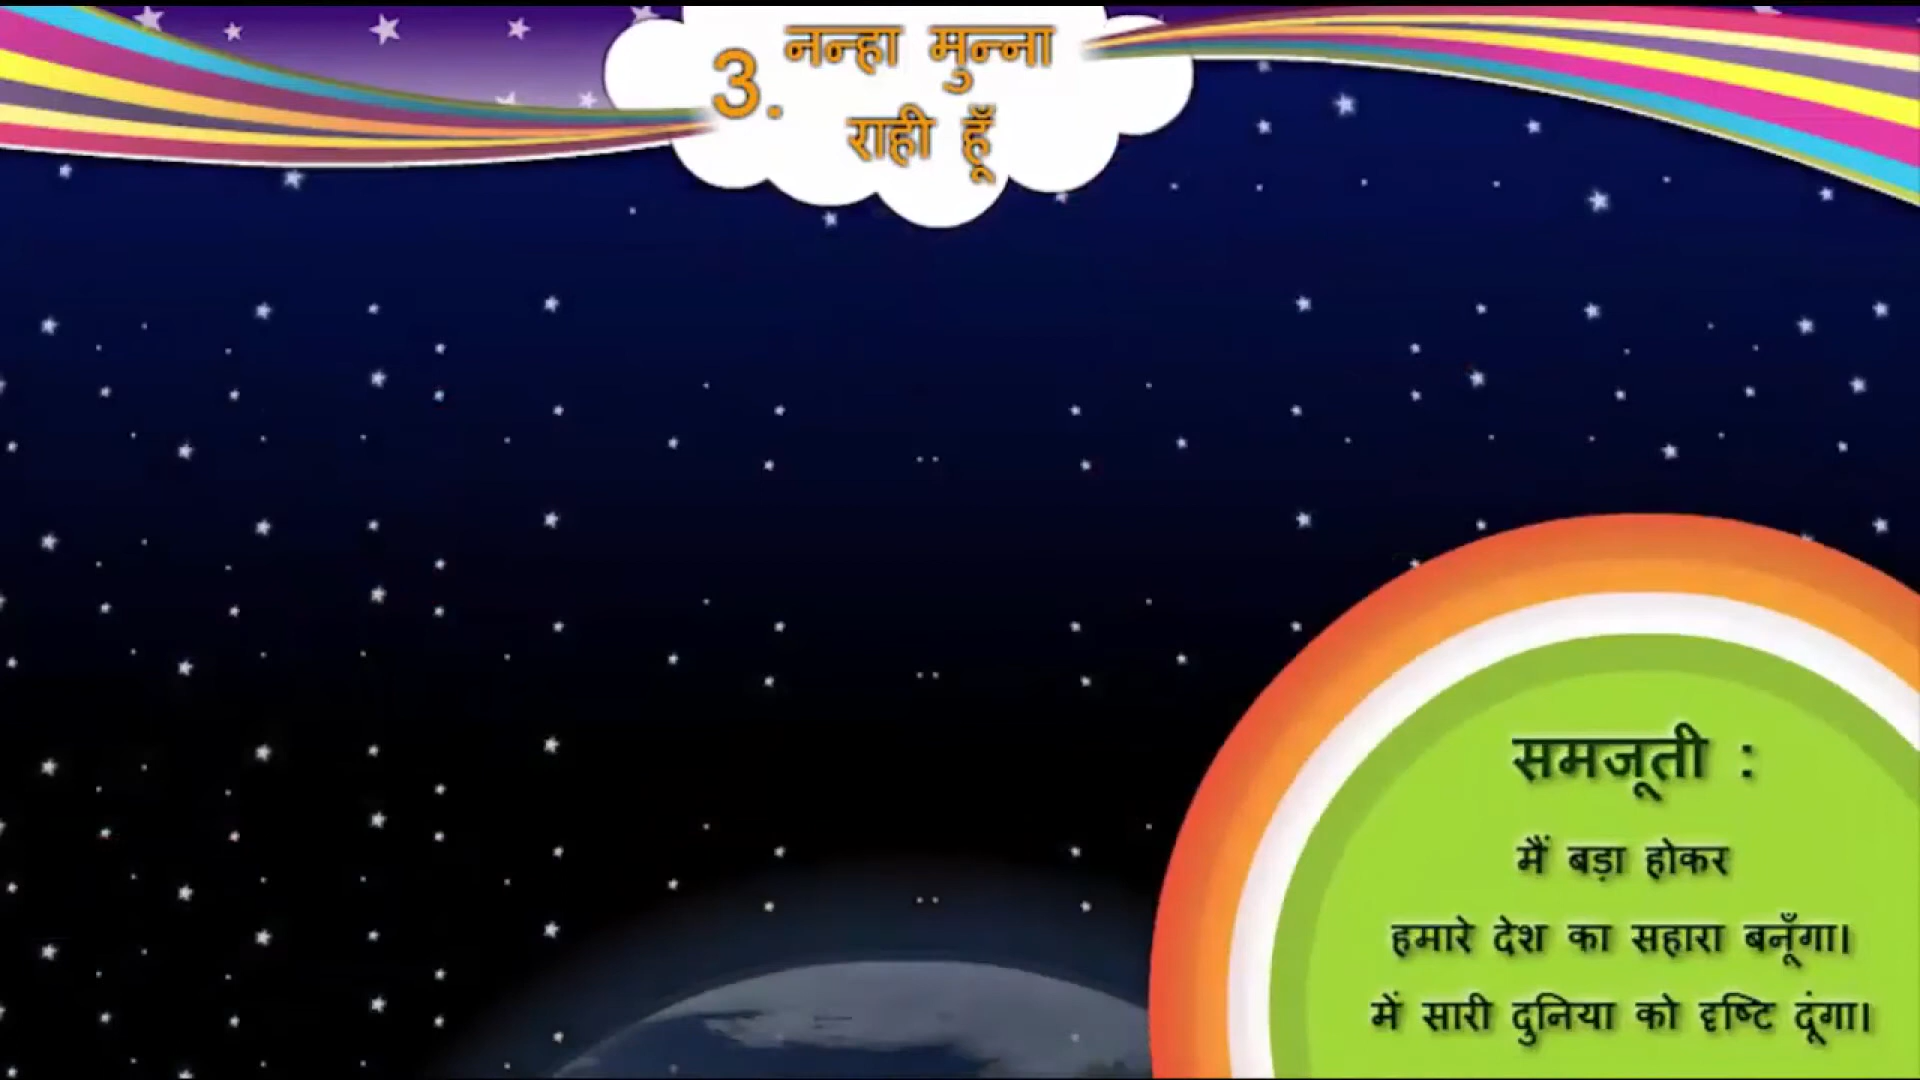 3. नन्हा मुन्ना
राही हूँ
समजूती :
मैं बड़ा होकर
हमारे देश का सहारा बनूँगा।
में सारी दुनिया को दृष्टि दूंगा।